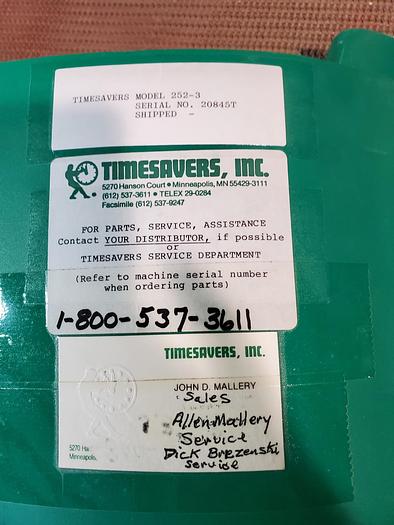 TIMESAVERS MODEL 252-3
SERIAL NO. 20845T
SHIPPED -
TIMESAVERS, INC.
5270 Hanson Court • Minneapolis, MN 55429-3111
(612) 537-3611 • TELEX 29-0284
Facsimile (612) 537-9247
FOR PARTS, SERVICE, ASSISTANCE
Contact YOUR DISTRIBUTOR, if possible
or
TIMESAVERS SERVICE DEPARTMENT
(Refer to machine serial number
when ordering parts)
1-800-537-3611
TIMESAVERS, INC.
JOHN D. MALLERY
Sales
Allen Mallery
Service
Dick Brezenski
Service
5270 Ha
Minneapolis,